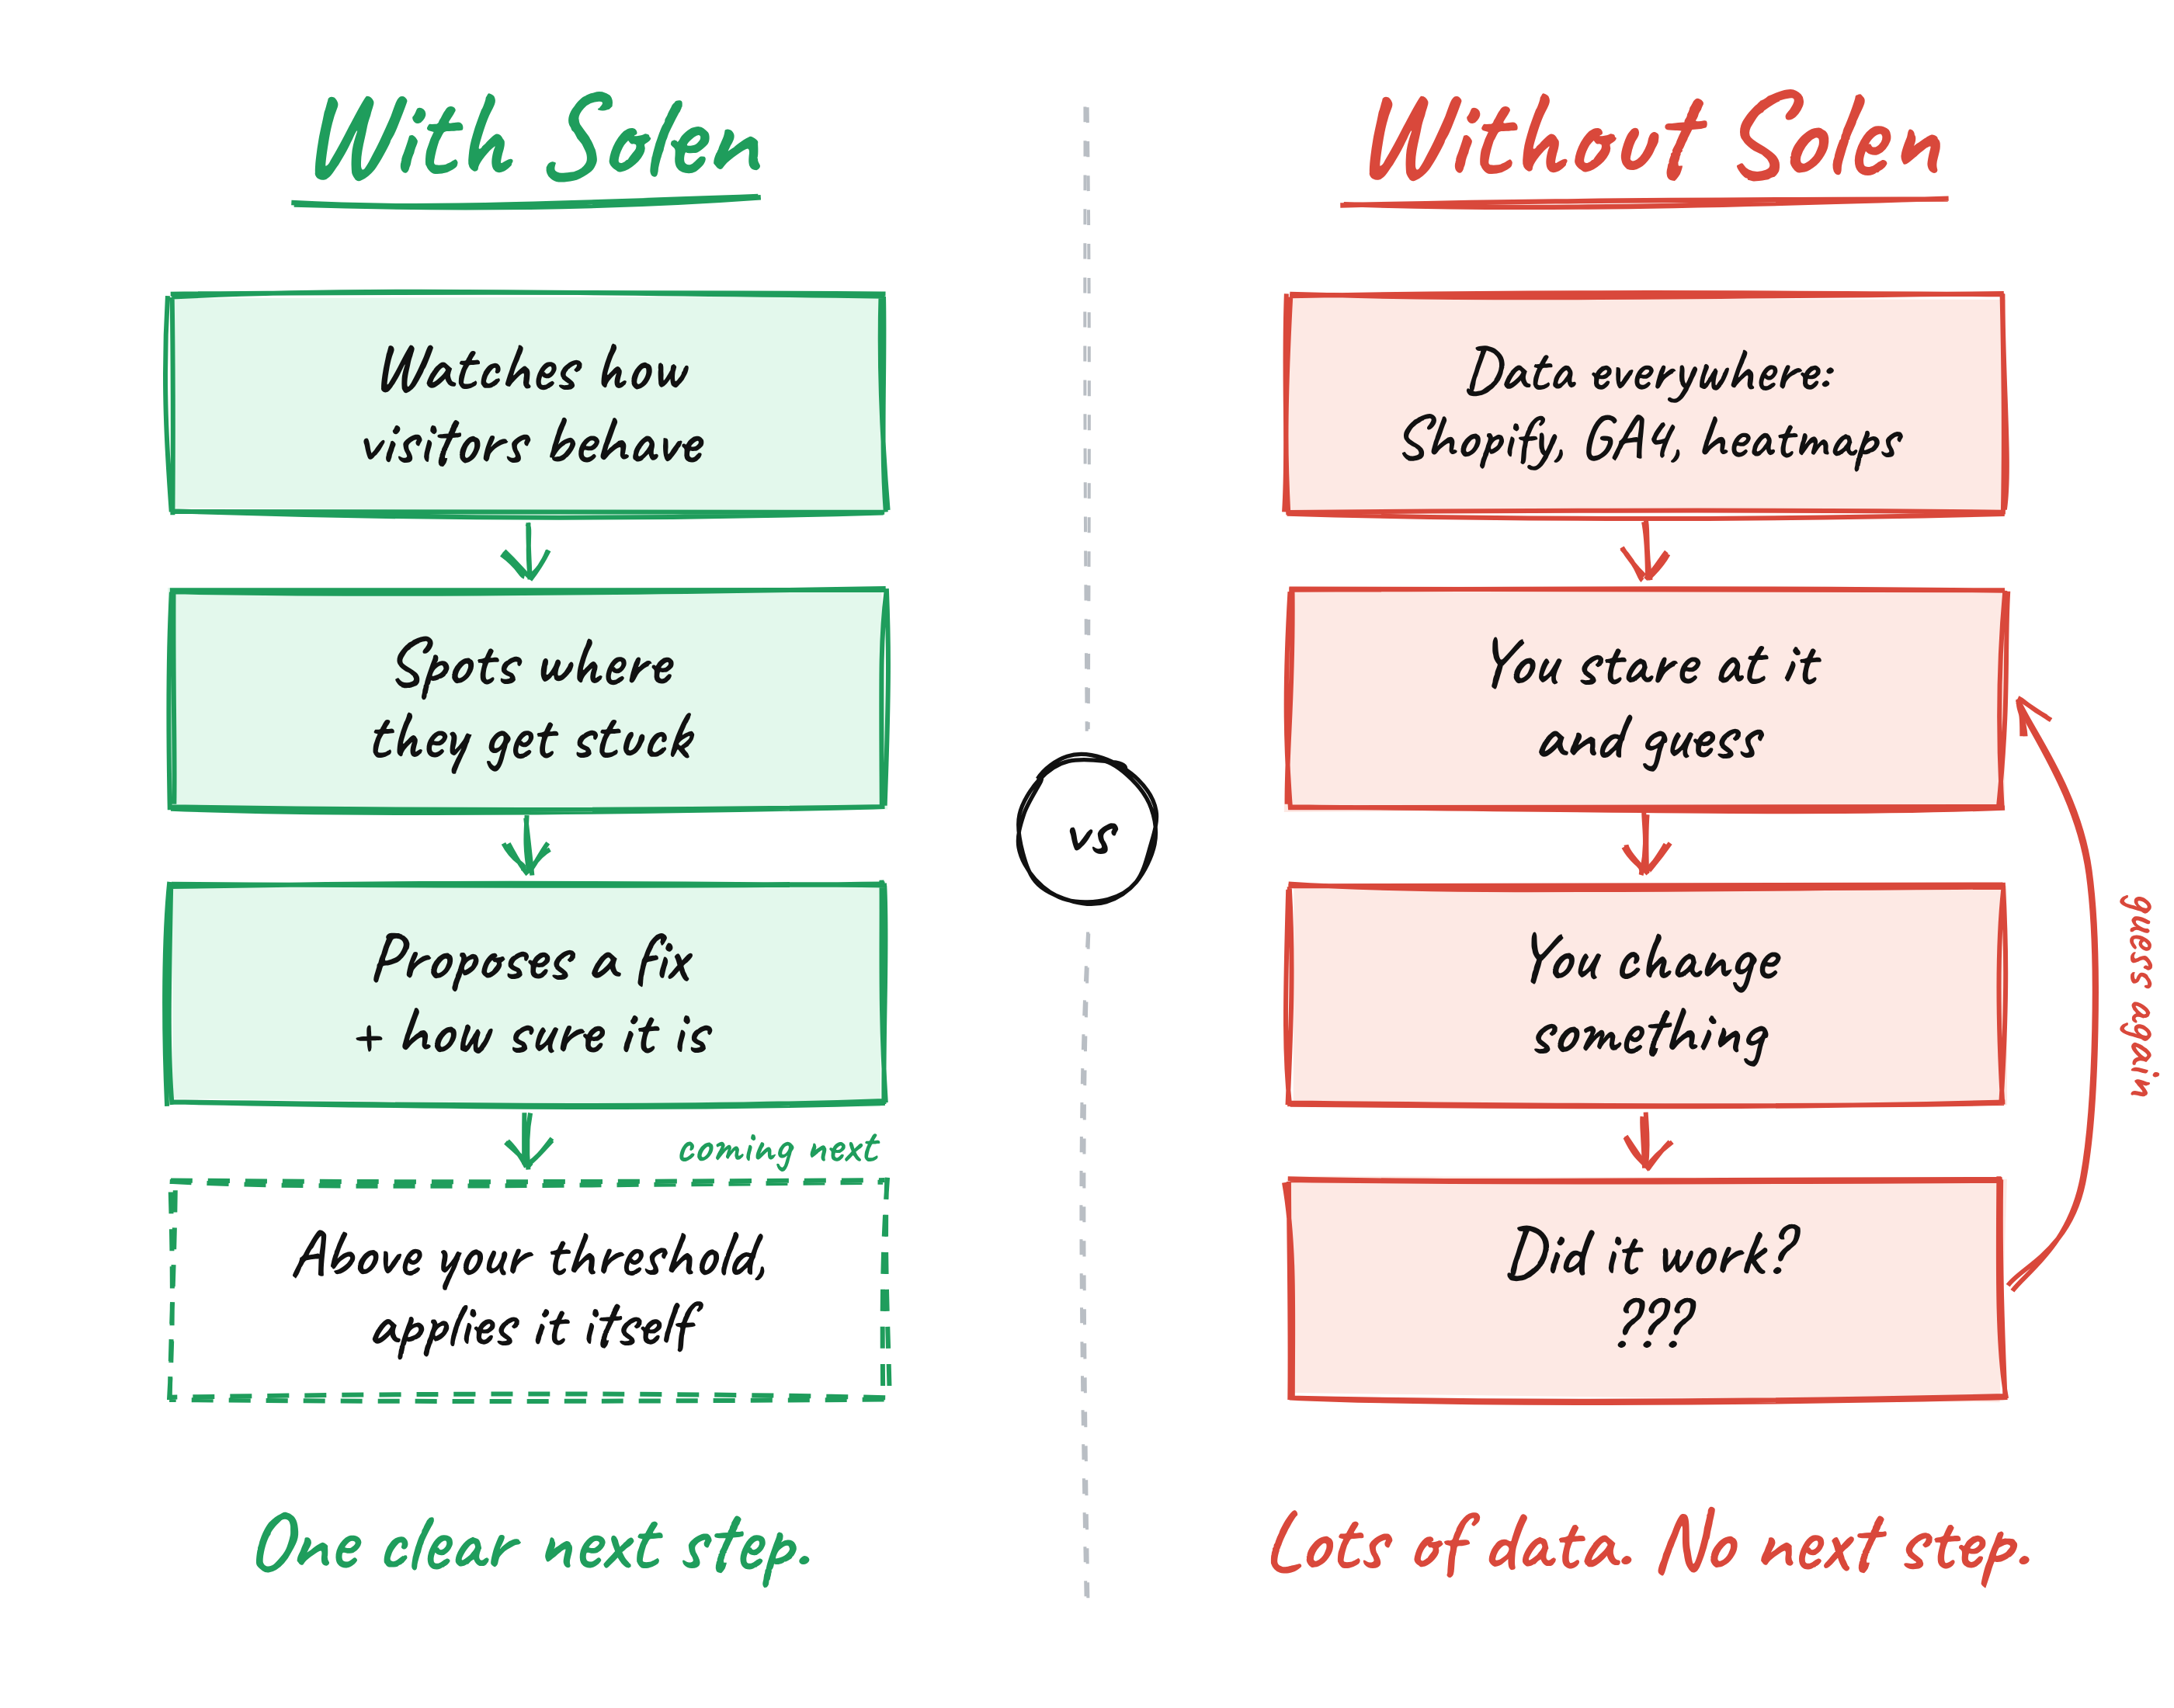 With Solen
Watches how
visitors behave
Spots where
they get stuck
Proposes a fix
+ how sure it is
coming next
Above your threshold,
applies it itself
One clear next step.
vs
Without Solen
Data everywhere:
Shopify, GA4, heatmaps
You stare at it
and guess
You change
something
Did it work?
???
guess again
Lots of data. No next step.